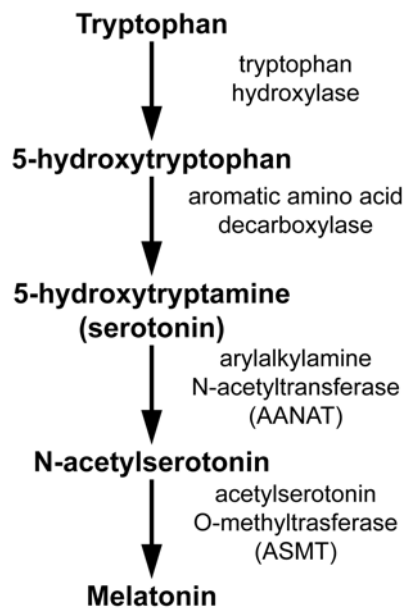 Tryptophan
tryptophan
hydroxylase
5-hydroxytryptophan
aromatic amino acid
decarboxylase
5-hydroxytryptamine
(serotonin)
arylalkylamine
N-acetyltransferase
(AANAT)
N-acetylserotonin
acetylserotonin
O-methyltrasferase
(ASMT)
Melatonin